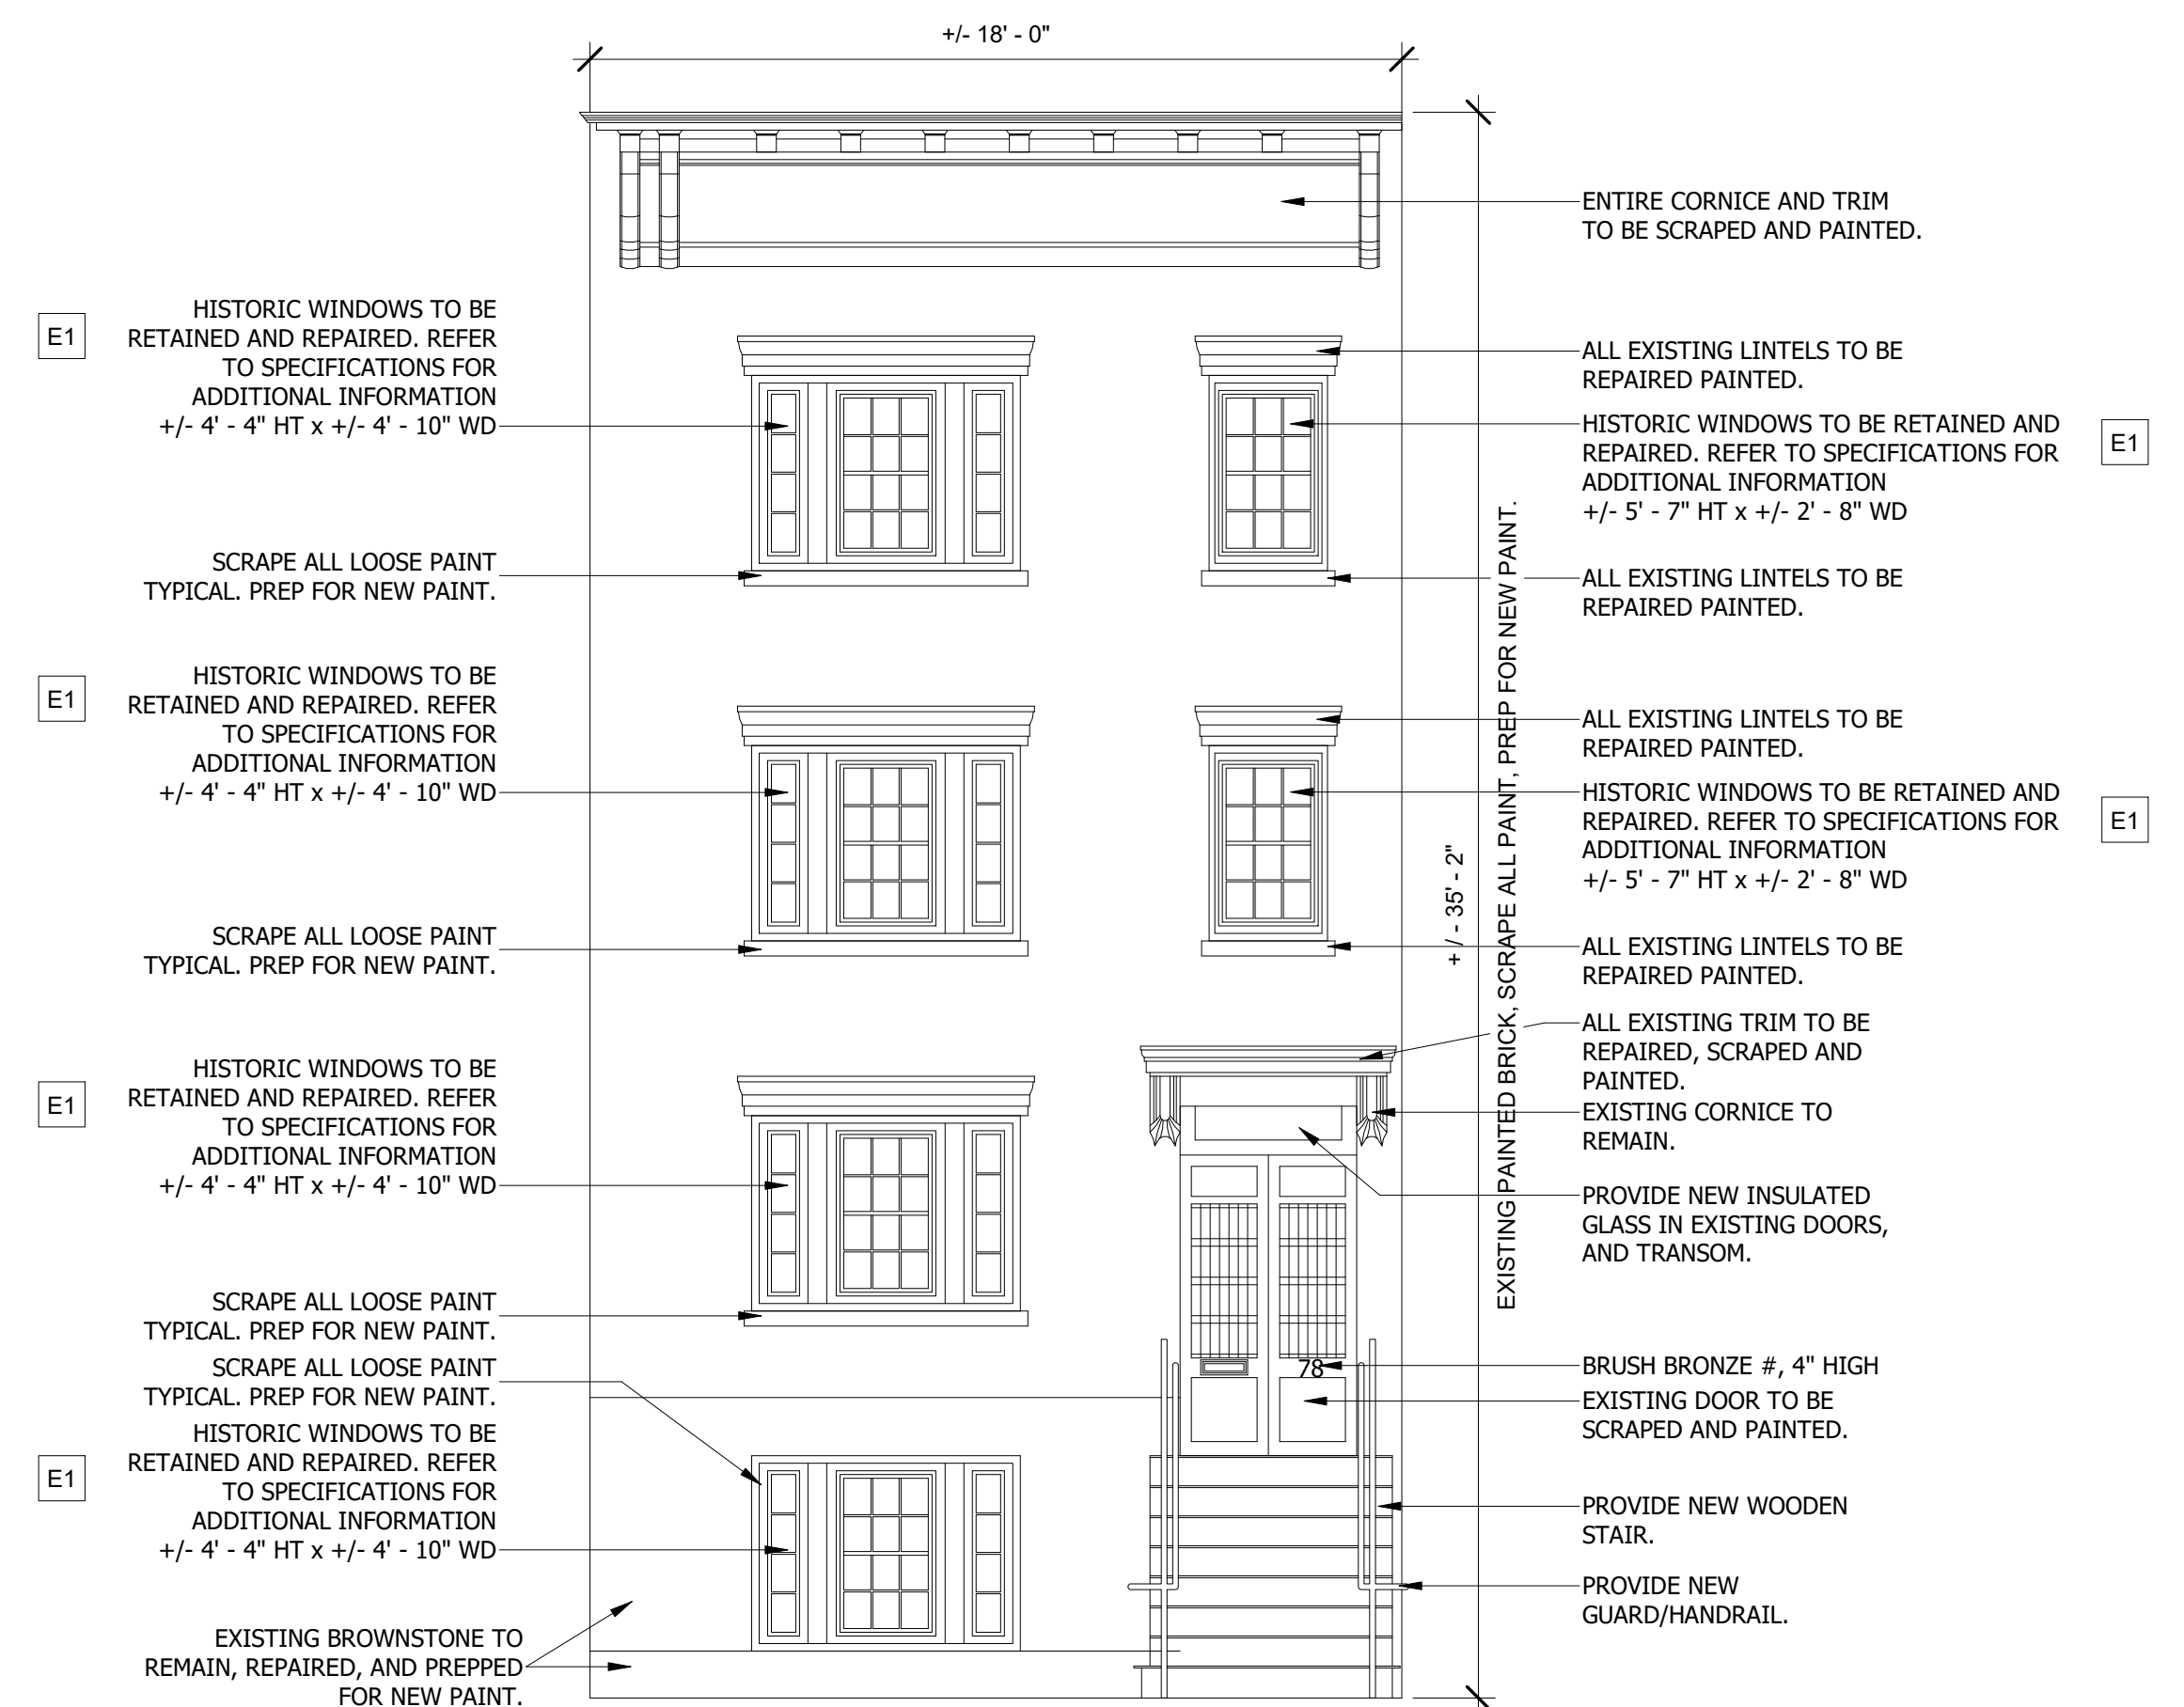 +/- 18' - 0"
ENTIRE CORNICE AND TRIM
TO BE SCRAPED AND PAINTED.
E1
HISTORIC WINDOWS TO BE
RETAINED AND REPAIRED. REFER
TO SPECIFICATIONS FOR
ADDITIONAL INFORMATION
+/- 4' - 4" HT x +/- 4' - 10" WD
ALL EXISTING LINTELS TO BE
REPAIRED PAINTED.
HISTORIC WINDOWS TO BE RETAINED AND
REPAIRED. REFER TO SPECIFICATIONS FOR
ADDITIONAL INFORMATION
+/- 5' - 7" HT x +/- 2' - 8" WD
E1
SCRAPE ALL LOOSE PAINT
TYPICAL. PREP FOR NEW PAINT.
ALL EXISTING LINTELS TO BE
REPAIRED PAINTED.
E1
HISTORIC WINDOWS TO BE
RETAINED AND REPAIRED. REFER
TO SPECIFICATIONS FOR
ADDITIONAL INFORMATION
+/- 4' - 4" HT x +/- 4' - 10" WD
ALL EXISTING LINTELS TO BE
REPAIRED PAINTED.
HISTORIC WINDOWS TO BE RETAINED AND
REPAIRED. REFER TO SPECIFICATIONS FOR
ADDITIONAL INFORMATION
+/- 5' - 7" HT x +/- 2' - 8" WD
E1
+ / - 35' - 2"
EXISTING PAINTED BRICK, SCRAPE ALL PAINT, PREP FOR NEW PAINT.
SCRAPE ALL LOOSE PAINT
TYPICAL. PREP FOR NEW PAINT.
ALL EXISTING LINTELS TO BE
REPAIRED PAINTED.
ALL EXISTING TRIM TO BE
REPAIRED, SCRAPED AND
PAINTED.
E1
HISTORIC WINDOWS TO BE
RETAINED AND REPAIRED. REFER
TO SPECIFICATIONS FOR
ADDITIONAL INFORMATION
+/- 4' - 4" HT x +/- 4' - 10" WD
EXISTING CORNICE TO
REMAIN.
PROVIDE NEW INSULATED
GLASS IN EXISTING DOORS,
AND TRANSOM.
SCRAPE ALL LOOSE PAINT
TYPICAL. PREP FOR NEW PAINT.
SCRAPE ALL LOOSE PAINT
TYPICAL. PREP FOR NEW PAINT.
78
BRUSH BRONZE #, 4" HIGH
EXISTING DOOR TO BE
SCRAPED AND PAINTED.
E1
HISTORIC WINDOWS TO BE
RETAINED AND REPAIRED. REFER
TO SPECIFICATIONS FOR
ADDITIONAL INFORMATION
+/- 4' - 4" HT x +/- 4' - 10" WD
PROVIDE NEW WOODEN
STAIR.
PROVIDE NEW
GUARD/HANDRAIL.
EXISTING BROWNSTONE TO
REMAIN, REPAIRED, AND PREPPED
FOR NEW PAINT.